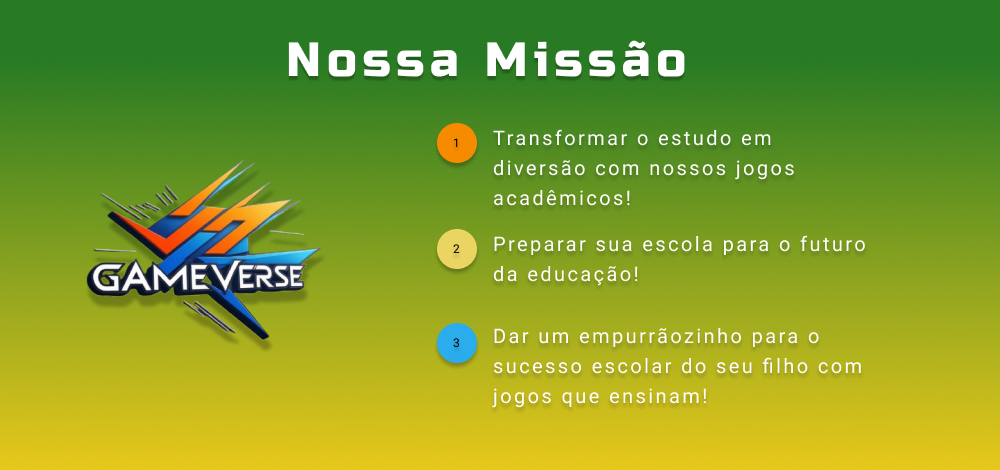 Nossa Missão
GAMEVERSE
1
Transformar o estudo em
diversão com nossos jogos
acadêmicos!
2
Preparar sua escola para o futuro
da educação!
3
Dar um empurrãozinho para o
sucesso escolar do seu filho com
jogos que ensinam!